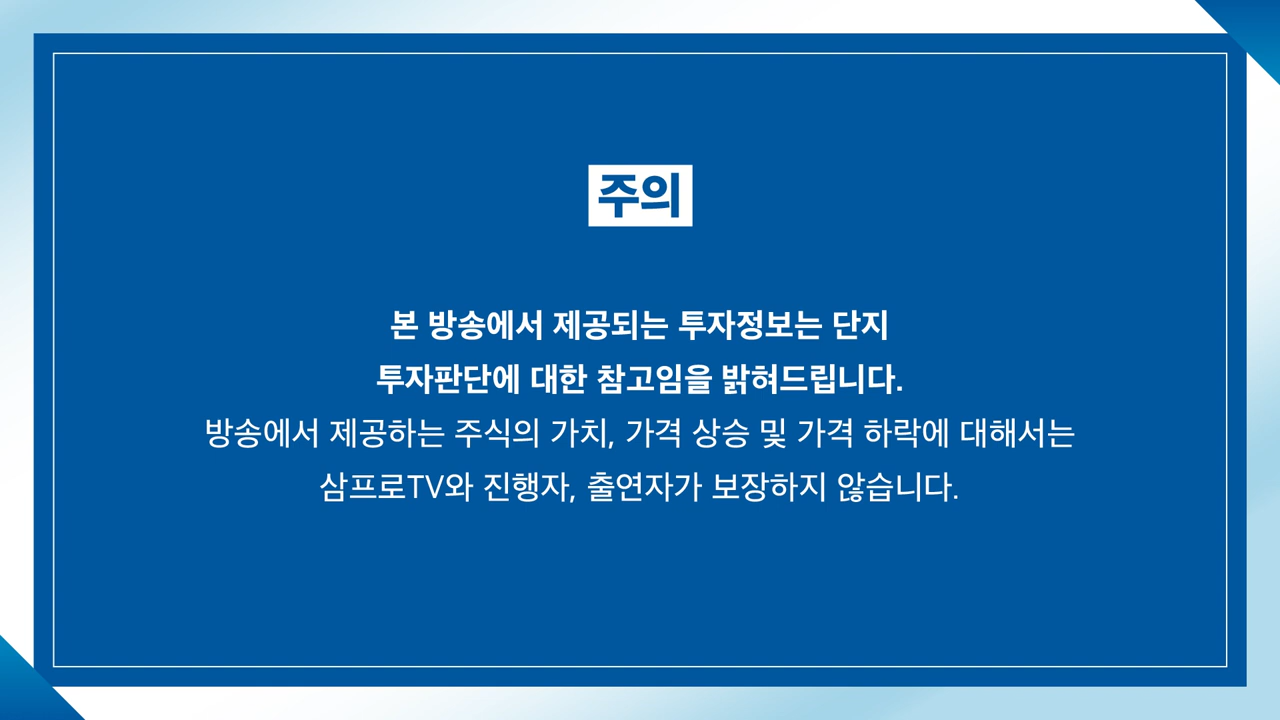 주의
본 방송에서 제공되는 투자정보는 단지
투자판단에 대한 참고임을 밝혀드립니다.
방송에서 제공하는 주식의 가치, 가격 상승 및 가격 하락에 대해서는
삼프로TV와 진행자, 출연자가 보장하지 않습니다.